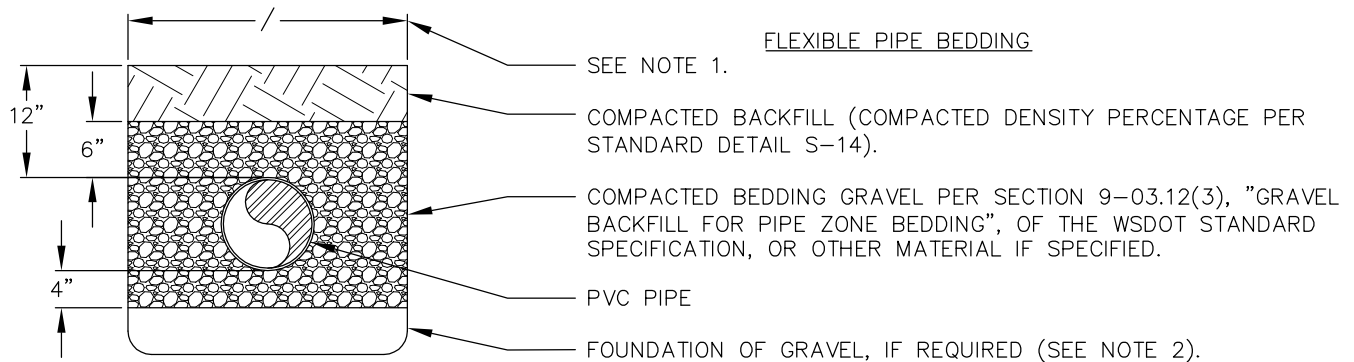 FLEXIBLE PIPE BEDDING
SEE NOTE 1.
12”
COMPACTED BACKFILL (COMPACTED DENSITY PERCENTAGE PER
STANDARD DETAIL S-14).
6”
COMPACTED BEDDING GRAVEL PER SECTION 9-03.12(3), ”GRAVEL
BACKFILL FOR PIPE ZONE BEDDING”, OF THE WSDOT STANDARD
SPECIFICATION, OR OTHER MATERIAL IF SPECIFIED.
4”
PVC PIPE
FOUNDATION OF GRAVEL, IF REQUIRED (SEE NOTE 2).